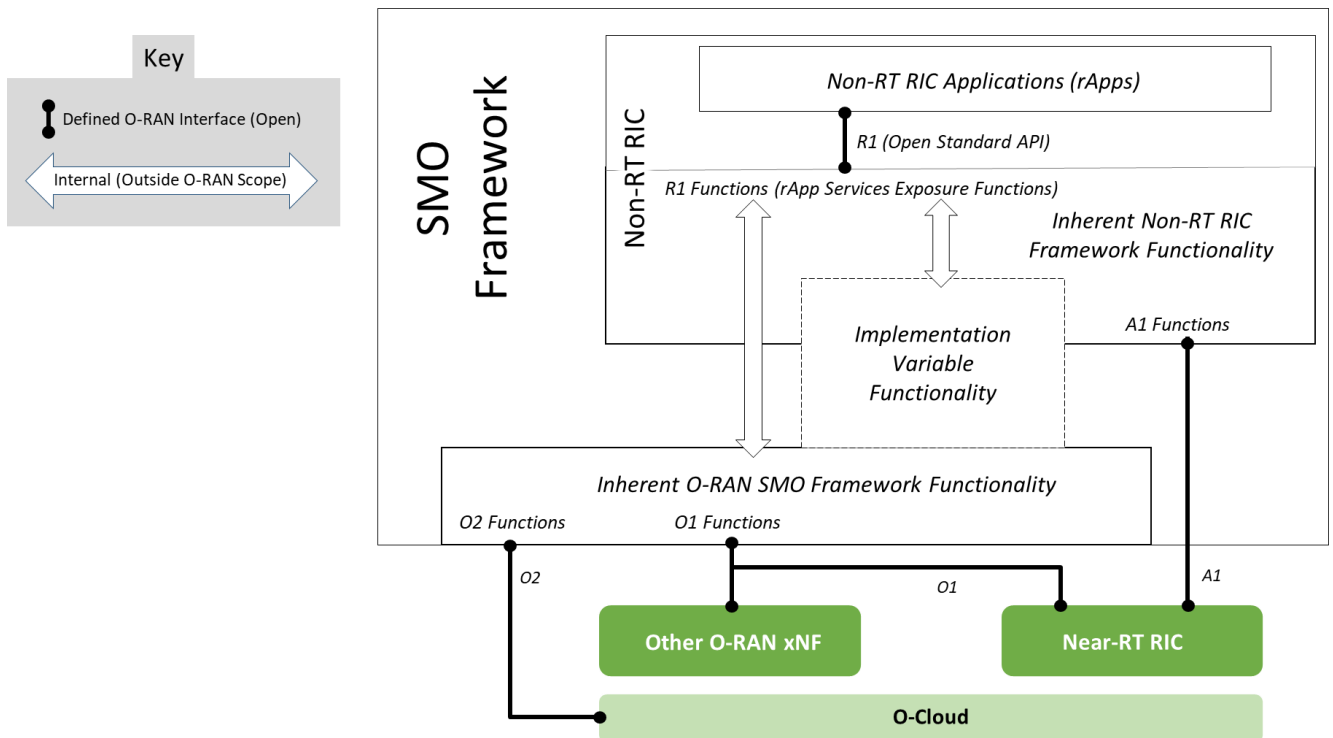 Key
Defined O-RAN Interface (Open)
Internal (Outside O-RAN Scope)
SMO
Framework
Non-RT RIC
Non-RT RIC Applications (rApps)
R1 (Open Standard API)
R1 Functions (rApp Services Exposure Functions)
Inherent Non-RT RIC
Framework Functionality
Implementation
Variable
Functionality
A1 Functions
Inherent O-RAN SMO Framework Functionality
O2 Functions
O1 Functions
O2
O1
A1
Other O-RAN xNF
Near-RT RIC
O-Cloud